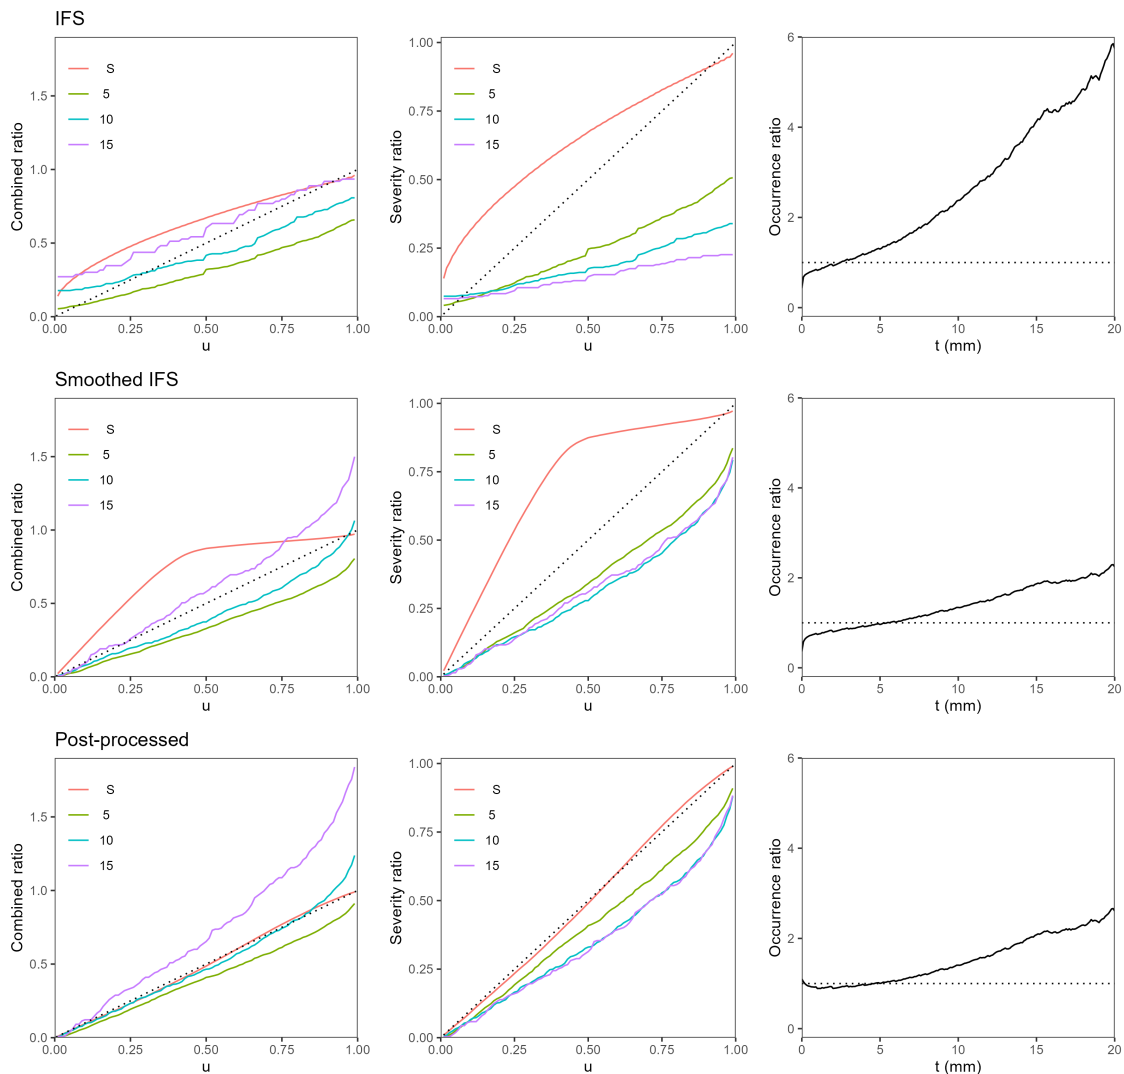 IFS
Combined ratio
1.5
1.0
0.5
0.0
S
5
10
15
0.00 0.25 0.50 0.75 1.00
u
Severity ratio
1.00
0.75
0.50
0.25
0.00
S
5
10
15
0.00 0.25 0.50 0.75 1.00
u
Occurrence ratio
6
4
2
0
0 5 10 15 20
t (mm)
Smoothed IFS
Combined ratio
1.5
1.0
0.5
0.0
S
5
10
15
0.00 0.25 0.50 0.75 1.00
u
Severity ratio
1.00
0.75
0.50
0.25
0.00
S
5
10
15
0.00 0.25 0.50 0.75 1.00
u
Occurrence ratio
6
4
2
0
0 5 10 15 20
t (mm)
Post-processed
Combined ratio
1.5
1.0
0.5
0.0
S
5
10
15
0.00 0.25 0.50 0.75 1.00
u
Severity ratio
1.00
0.75
0.50
0.25
0.00
S
5
10
15
0.00 0.25 0.50 0.75 1.00
u
Occurrence ratio
6
4
2
0
0 5 10 15 20
t (mm)